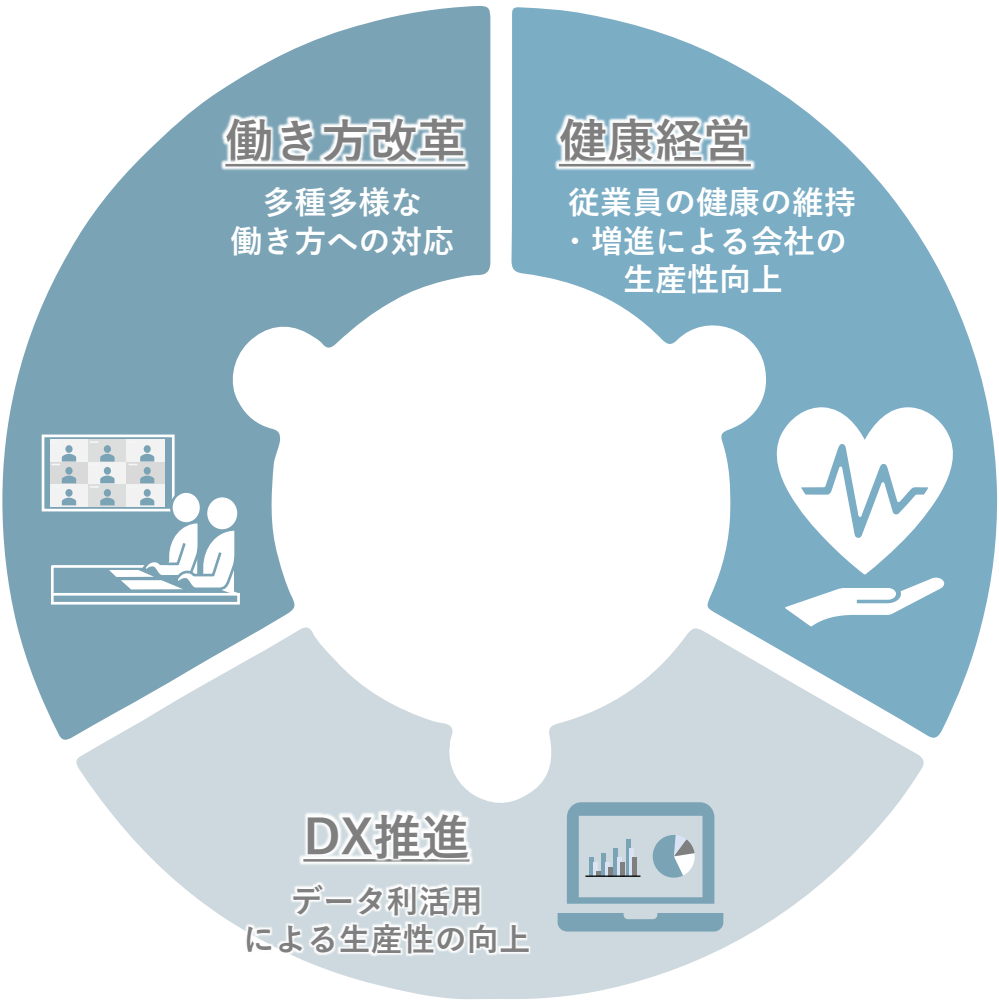 働き方改革
多種多様な
働き方への対応
健康経営
従業員の健康の維持
・増進による会社の
生産性向上
DX推進
データ利活用
による生産性の向上